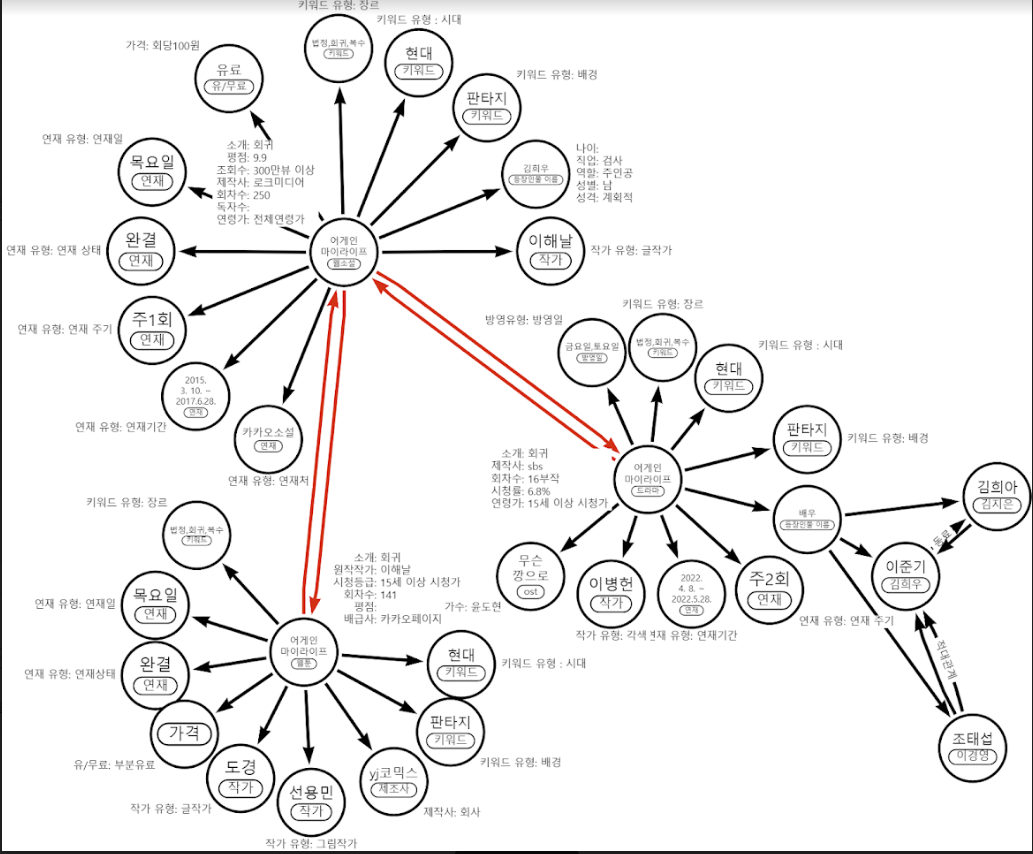 키워드 유형: 장르
법정,회귀,복수
키워드
키워드 유형 : 시대
현대
키워드
가격: 회당100원
유료
유/무료
키워드 유형: 배경
판타지
키워드
연재 유형: 연재일
목요일
연재
소개: 회귀
평점: 9.9
조회수: 300만뷰 이상
제작사: 로크미디어
회차수: 250
독자수:
연령가: 전체연령가
김희우
등장인물 이름
나이:
직업: 검사
역할: 주인공
성별: 남
성격: 계획적
연재 유형: 연재 상태
완결
연재
어게인
마이라이프
웹소설
이해날
작가
작가 유형: 글작가
연재 유형: 연재 주기
주1회
연재
2015.
3. 10. ~
2017.6.28.
연재
연재 유형: 연재기간
카카오소설
연재
연재 유형: 연재처
방영유형: 방영일
금요일,토요일
방영일
키워드 유형: 장르
법정,회귀,복수
키워드
키워드 유형 : 시대
현대
키워드
판타지
키워드
키워드 유형: 배경
소개: 회귀
제작사: sbs
회차수: 16부작
시청률: 6.8%
연령가: 15세 이상 시청가
어게인
마이라이프
드라마
배우
등장인물 이름
김희아
김지은
동료
이준기
김희우
적대관계
조태섭
이경영
무슨
깡으로
ost
가수: 윤도현
이병헌
작가
작가 유형: 각색
2022.
4. 8. ~
2022.5.28.
연재
연재 유형: 연재기간
주2회
연재
연재 유형: 연재 주기
키워드 유형: 장르
법정,회귀,복수
키워드
소개: 회귀
원작작가: 이해날
시청등급: 15세 이상 시청가
회차수: 141
평점:
배급사: 카카오페이지
연재 유형: 연재일
목요일
연재
어게인
마이라이프
웹툰
현대
키워드
키워드 유형 : 시대
연재 유형: 연재상태
완결
연재
가격
유/무료: 부분유료
판타지
키워드
키워드 유형: 배경
도경
작가
작가 유형: 글작가
선용민
작가
작가 유형: 그림작가
yj코믹스
제조사
제작사: 회사